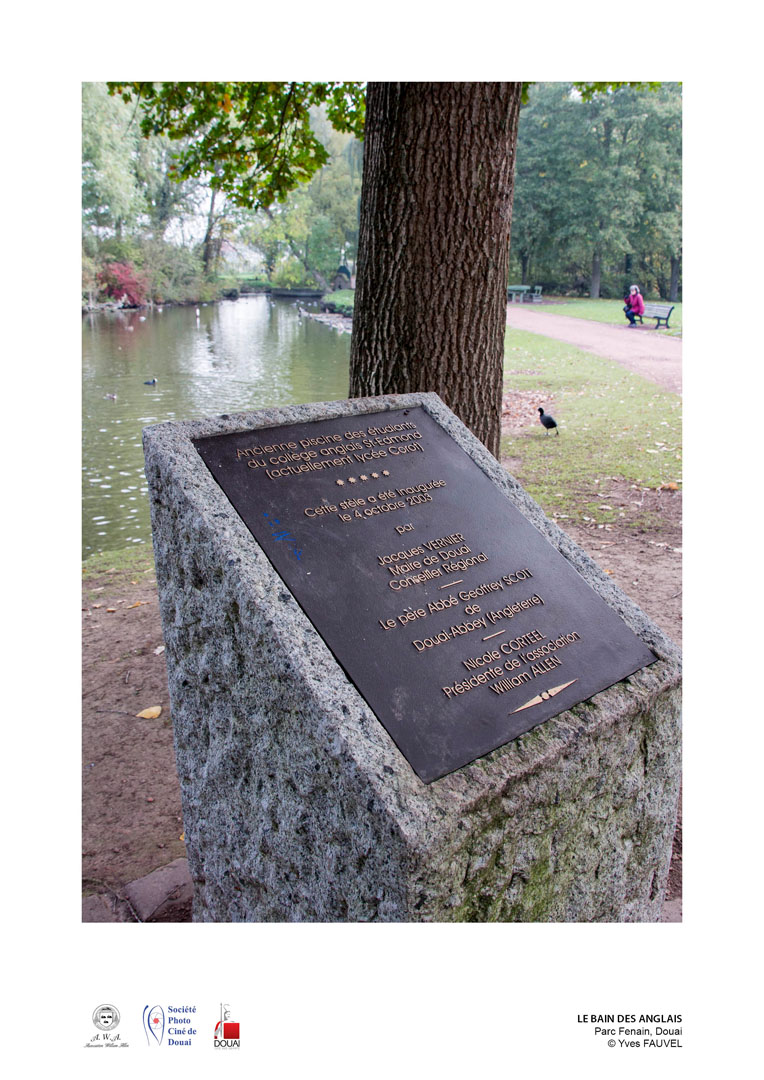 Ancienne piscine des étudiants
du collège anglais St-Edmond
(actuellement lycée Corot)
*****
Cette stèle a été inaugurée
le 4 octobre 2003
par
Jacques VERNIER
Maire de Douai
Conseiller Régional
Le père Abbé Geoffrey SCOTT
de
Douai-Abbey (Angleterre)
Nicole CORTEEL
Présidente de l'association
William ALLEN
A. W. A.
Association William Allen
Société
Photo
Ciné de
Douai
DOUAI
LE BAIN DES ANGLAIS
Parc Fenain, Douai
© Yves FAUVEL